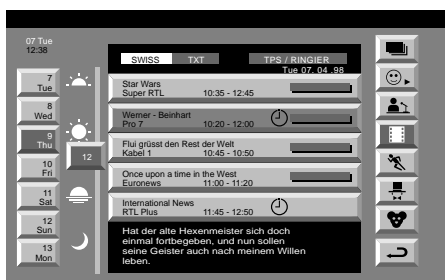 07 Tue
12:38
SWISS TXT TPS / RINGIER
Tue 07. 04 .98
7
Tue
8
Wed
9
Thu
10
Fri
11
Sat
12
Sun
13
Mon
12
Star Wars
Super RTL 10:35 - 12:45
Werner - Beinhart
Pro 7 10:20 - 12:00
Flui grüsst den Rest der Welt
Kabel 1 10:45 - 10:50
Once upon a time in the West
Euronews 11:00 - 11:20
International News
RTL Plus 11:45 - 12:50
Hat der alte Hexenmeister sich doch
einmal fortbegeben, und nun sollen
seine Geister auch nach meinem Willen
leben.